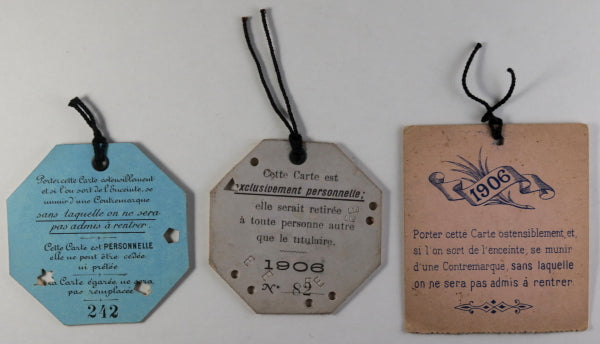 Porter cette Carte ostensiblement
et si l'on sort de l'Enceinte, se
munir d'une Contremarque
sans laquelle on ne sera
pas admis à rentrer.
Cette Carte est PERSONNELLE
elle ne peut être cédée
ni prêtée
Carte égarée ne sera
pas remplacée
242
Cette Carte est
exclusivement personnelle;
elle serait retirée
à toute personne autre
que le titulaire.
1906
N° 82
1906
Porter cette Carte ostensiblement, et,
si l'on sort de l'enceinte, se munir
d'une Contremarque, sans laquelle
on ne sera pas admis à rentrer